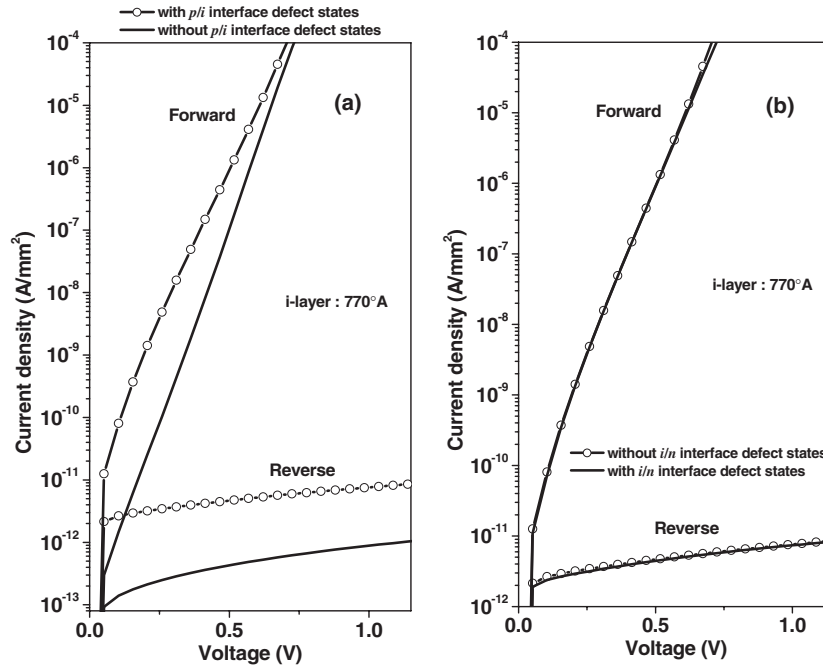 with p/i interface defect states
without p/i interface defect states
10⁻⁴
10⁻⁵
10⁻⁶
10⁻⁷
10⁻⁸
10⁻⁹
10⁻¹⁰
10⁻¹¹
10⁻¹²
10⁻¹³
Current density (A/mm²)
(a)
Forward
i-layer : 770°A
Reverse
0.0
0.5
1.0
Voltage (V)
10⁻⁴
10⁻⁵
10⁻⁶
10⁻⁷
10⁻⁸
10⁻⁹
10⁻¹⁰
10⁻¹¹
10⁻¹²
Current density (A/mm²)
(b)
Forward
i-layer : 770°A
without i/n interface defect states
with i/n interface defect states
Reverse
0.0
0.5
1.0
Voltage (V)